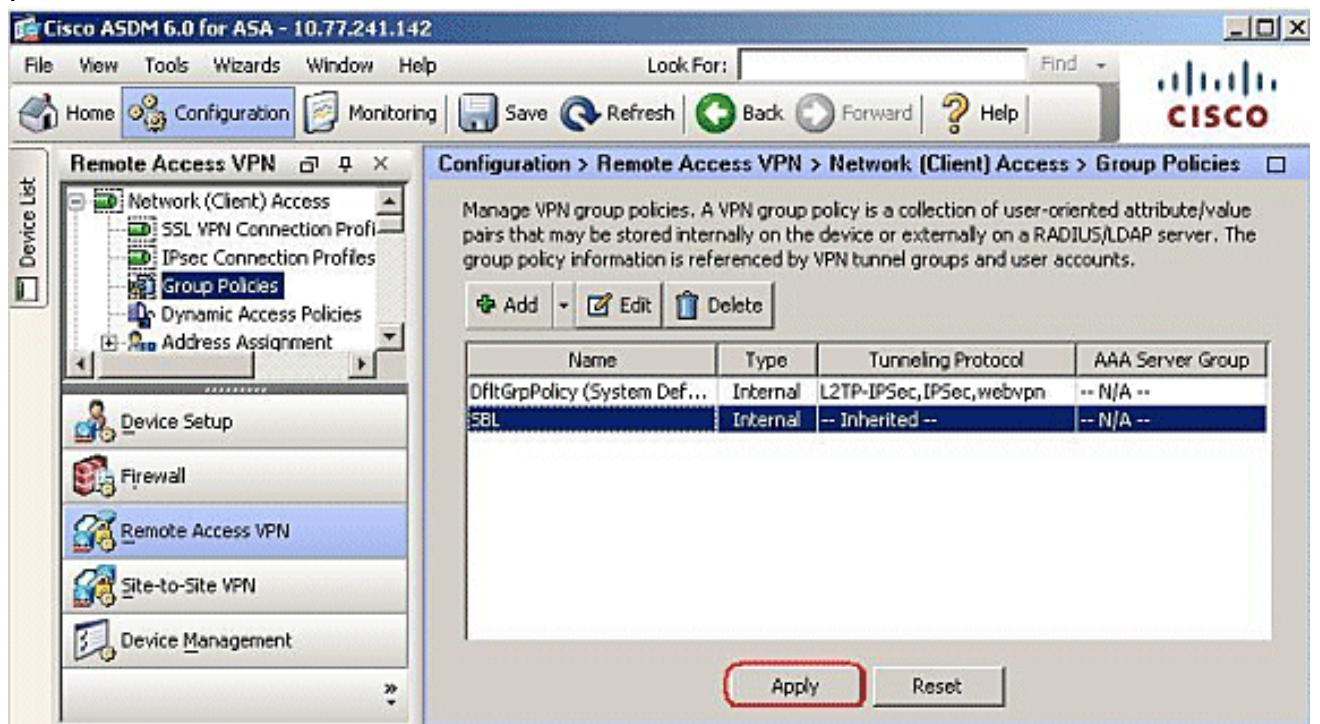 Cisco ASDM 6.0 for ASA - 10.77.241.142
File View Tools Wizards Window Help Look For: Find
Home Configuration Monitoring Save Refresh Back Forward Help
CISCO
Device List
Remote Access VPN
Network (Client) Access
SSL VPN Connection Profi
IPsec Connection Profiles
Group Policies
Dynamic Access Policies
Address Assignment
Device Setup
Firewall
Remote Access VPN
Site-to-Site VPN
Device Management
Configuration > Remote Access VPN > Network (Client) Access > Group Policies
Manage VPN group policies. A VPN group policy is a collection of user-oriented attribute/value
pairs that may be stored internally on the device or externally on a RADIUS/LDAP server. The
group policy information is referenced by VPN tunnel groups and user accounts.
Add Edit Delete
Name Type Tunneling Protocol AAA Server Group
DfltGrpPolicy (System Def... Internal L2TP-IPSec,IPSec,webvpn -- N/A --
SBL Internal -- Inherited -- -- N/A --
Apply Reset